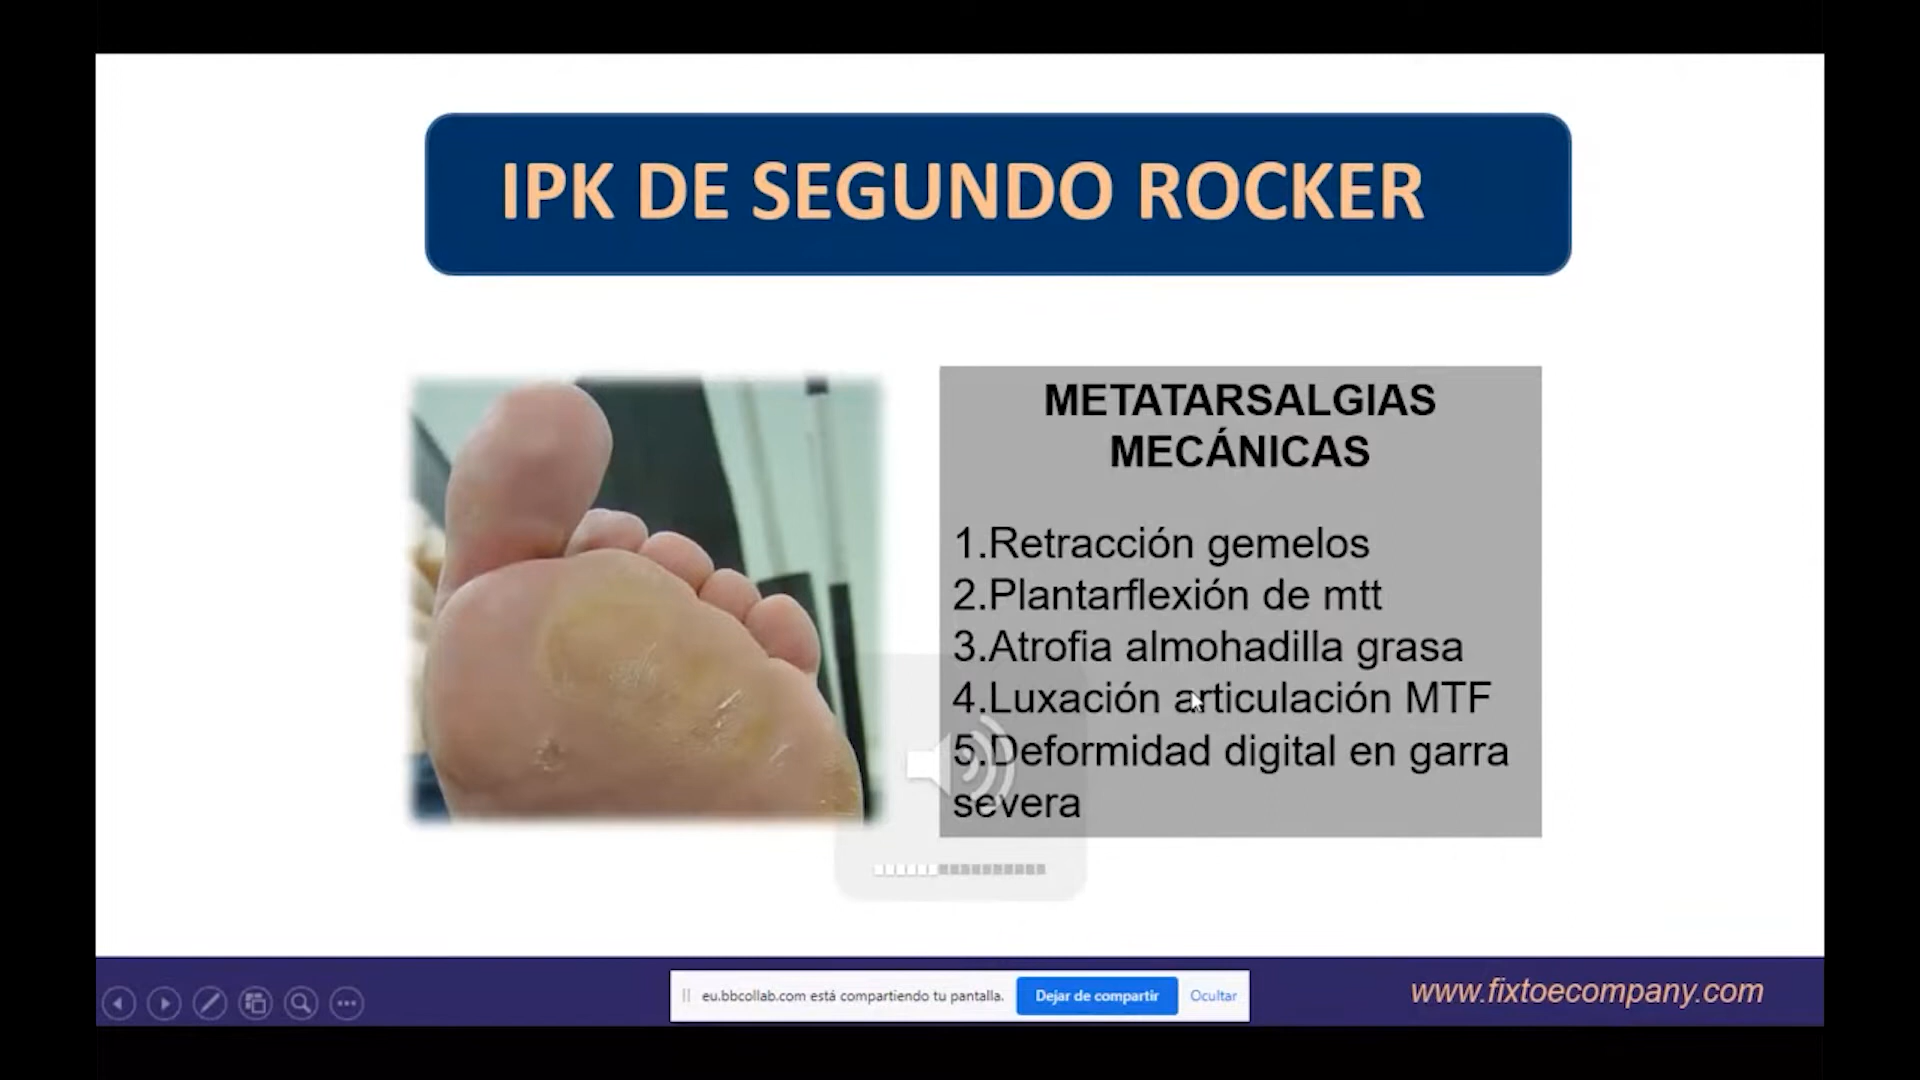 IPK DE SEGUNDO ROCKER
METATARSALGIAS
MECÁNICAS
1.Retracción gemelos
2.Plantarflexión de mtt
3.Atrofia almohadilla grasa
4.Luxación articulación MTF
5.Deformidad digital en garra
severa
eu.bbcollab.com está compartiendo tu pantalla.
Dejar de compartir
Ocultar
www.fixtoecompany.com